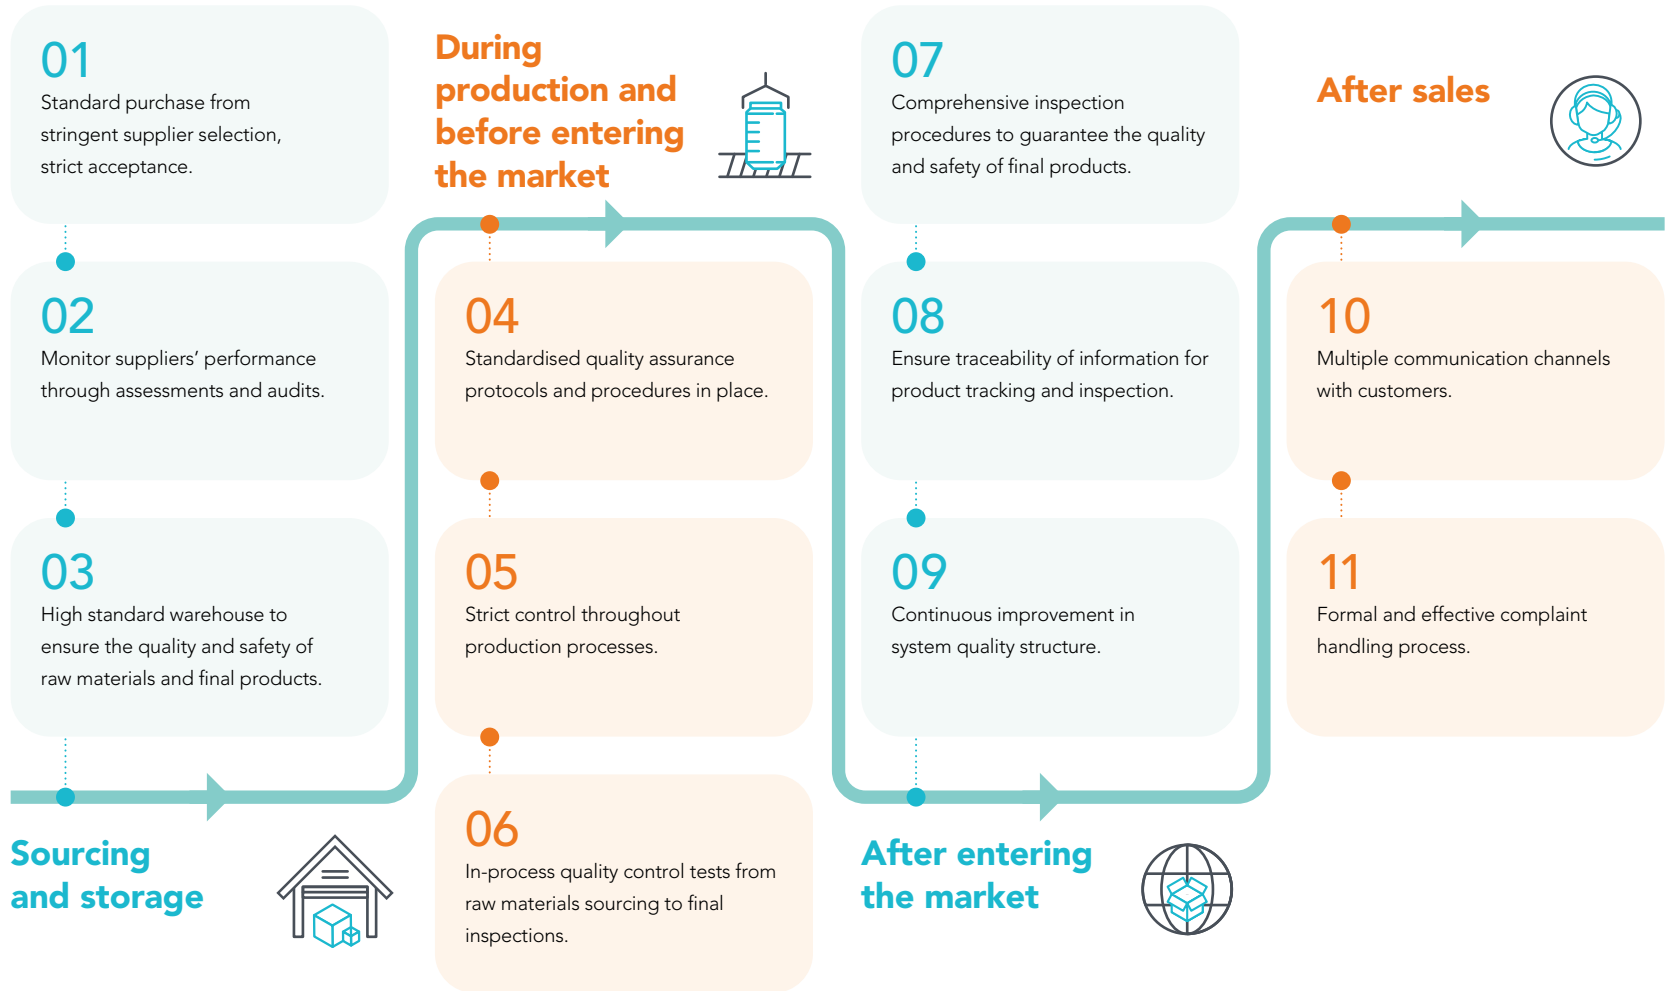 01
Standard purchase from
stringent supplier selection,
strict acceptance.
02
Monitor suppliers’ performance
through assessments and audits.
03
High standard warehouse to
ensure the quality and safety of
raw materials and final products.
Sourcing
and storage
During
production and
before entering
the market
04
Standardised quality assurance
protocols and procedures in place.
05
Strict control throughout
production processes.
06
In-process quality control tests from
raw materials sourcing to final
inspections.
07
Comprehensive inspection
procedures to guarantee the quality
and safety of final products.
08
Ensure traceability of information for
product tracking and inspection.
09
Continuous improvement in
system quality structure.
After entering
the market
After sales
10
Multiple communication channels
with customers.
11
Formal and effective complaint
handling process.